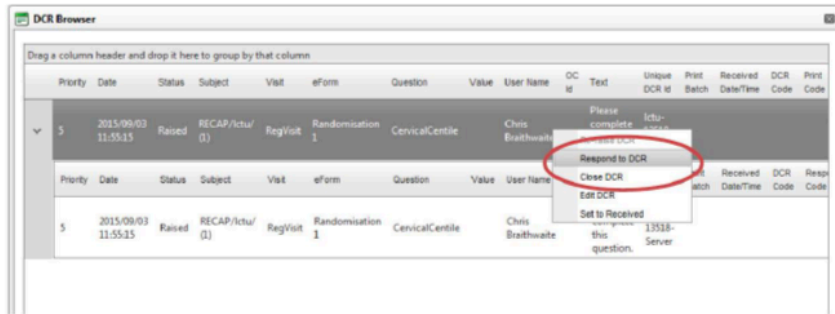 DCR Browser
Drag a column header and drop it here to group by that column
Priority Date Status Subject Visit eForm Question Value User Name OC Id Text Unique DCR Id Print Batch Received Date/Time DCR Code Print Code
5 2015/09/03 11:55:15 Raised RECAP/lctu/ (1) RegVisit Randomisation 1 CervicalCentile Chris Braithwaite Please complete lctu-
Re-raise DCR
Respond to DCR
Close DCR
Edit DCR
Set to Received
Priority Date Status Subject Visit eForm Question Value User Name Received Date/Time DCR Code
5 2015/09/03 11:55:15 Raised RECAP/lctu/ (1) RegVisit Randomisation 1 CervicalCentile Chris Braithwaite complete this question. 13518- Server